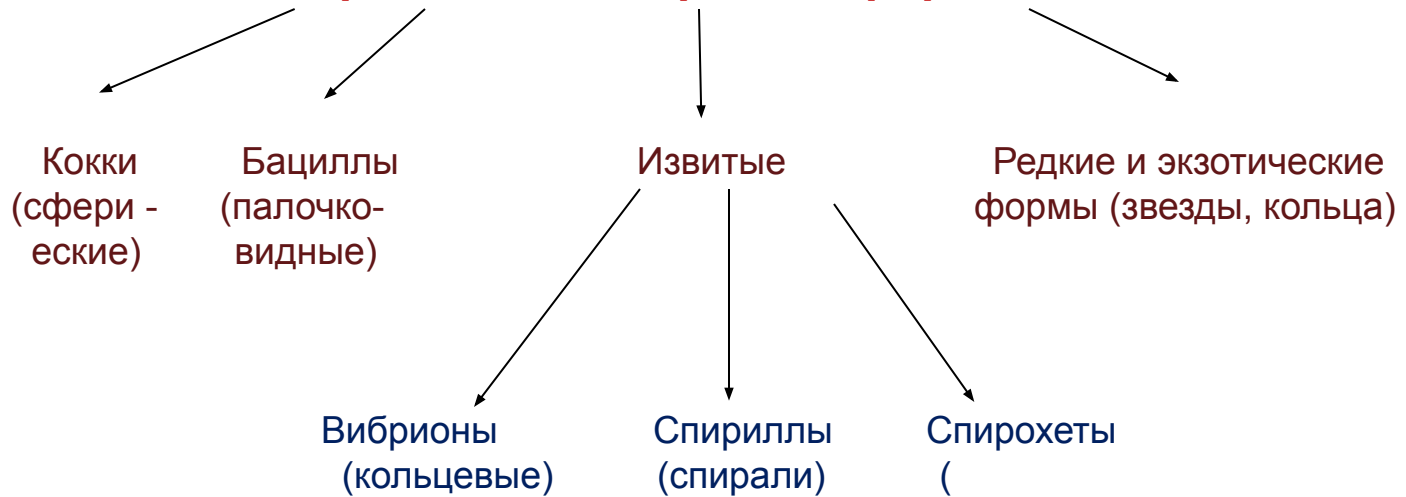 Кокки
(сфери -
еские)
Бациллы
(палочко-
видные)
Извитые
Редкие и экзотические
формы (звезды, кольца)
Вибрионы
(кольцевые)
Спириллы
(спирали)
Спирохеты
(